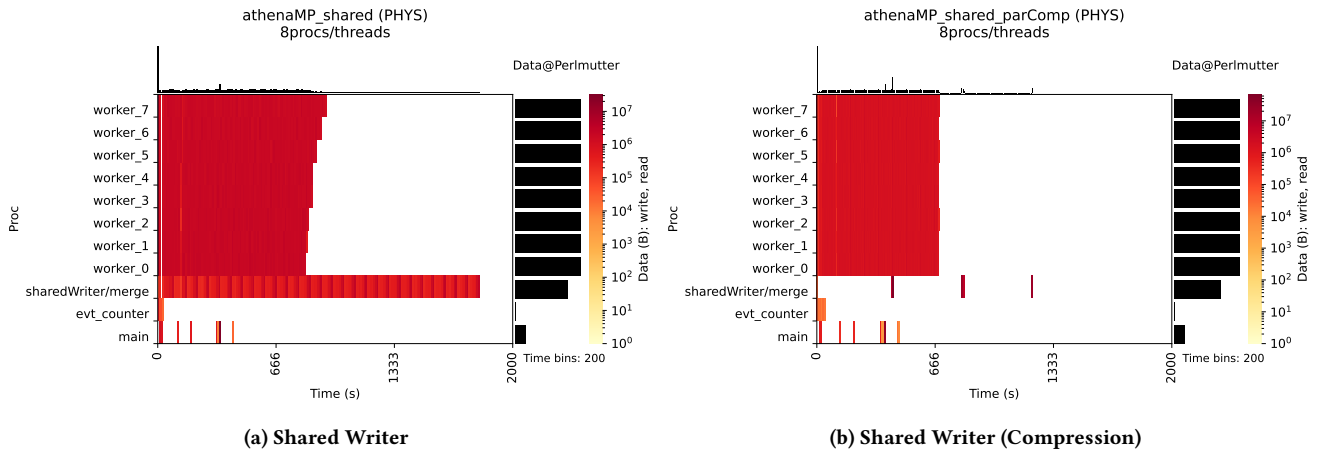 athenaMP_shared (PHYS)
8procs/threads
Data@Perlmutter
worker_7
worker_6
worker_5
worker_4
worker_3
worker_2
worker_1
worker_0
sharedWriter/merge
evt_counter
main
Proc
0
663
1333
2000
Time (s)
Time bins: 200
10^7
10^6
10^5
10^4
10^3
10^2
10^1
10^0
Data (B): write, read
(a) Shared Writer
athenaMP_shared_parComp (PHYS)
8procs/threads
Data@Perlmutter
worker_7
worker_6
worker_5
worker_4
worker_3
worker_2
worker_1
worker_0
sharedWriter/merge
evt_counter
main
Proc
0
666
1333
2000
Time (s)
Time bins: 200
10^7
10^6
10^5
10^4
10^3
10^2
10^1
10^0
Data (B): write, read
(b) Shared Writer (Compression)